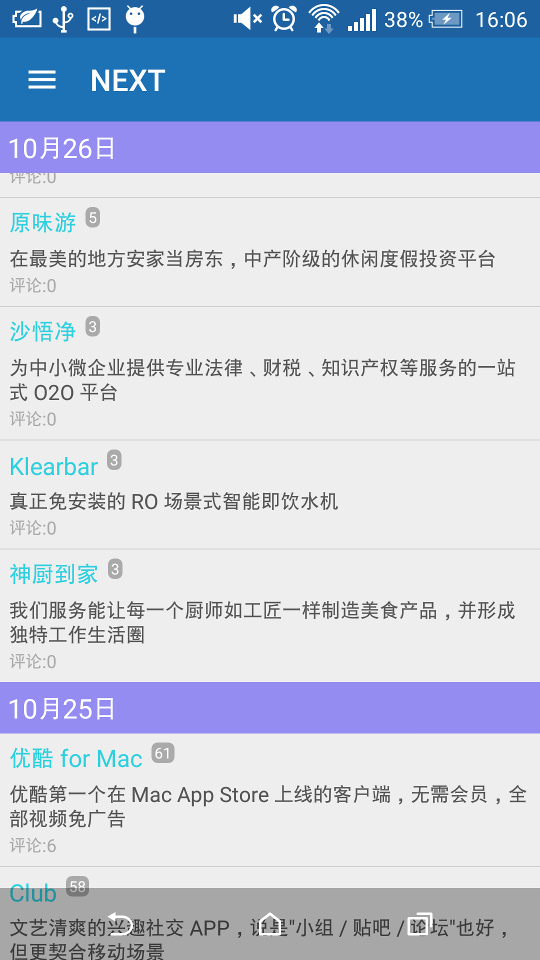 38% 16:06
NEXT
10月26日
评论:0
原味游 5
在最美的地方安家当房东，中产阶级的休闲度假投资平台
评论:0
沙悟净 3
为中小微企业提供专业法律、财税、知识产权等服务的一站
式 O2O 平台
评论:0
Klearbar 3
真正免安装的 RO 场景式智能即饮水机
评论:0
神厨到家 3
我们服务能让每一个厨师如工匠一样制造美食产品，并形成
独特工作生活圈
评论:0
10月25日
优酷 for Mac 61
优酷第一个在 Mac App Store 上线的客户端，无需会员，全
部视频免广告
评论:6
Club 58
文艺清爽的兴趣社交 APP，说是"小组 / 贴吧 / 论坛"也好，
但更契合移动场景